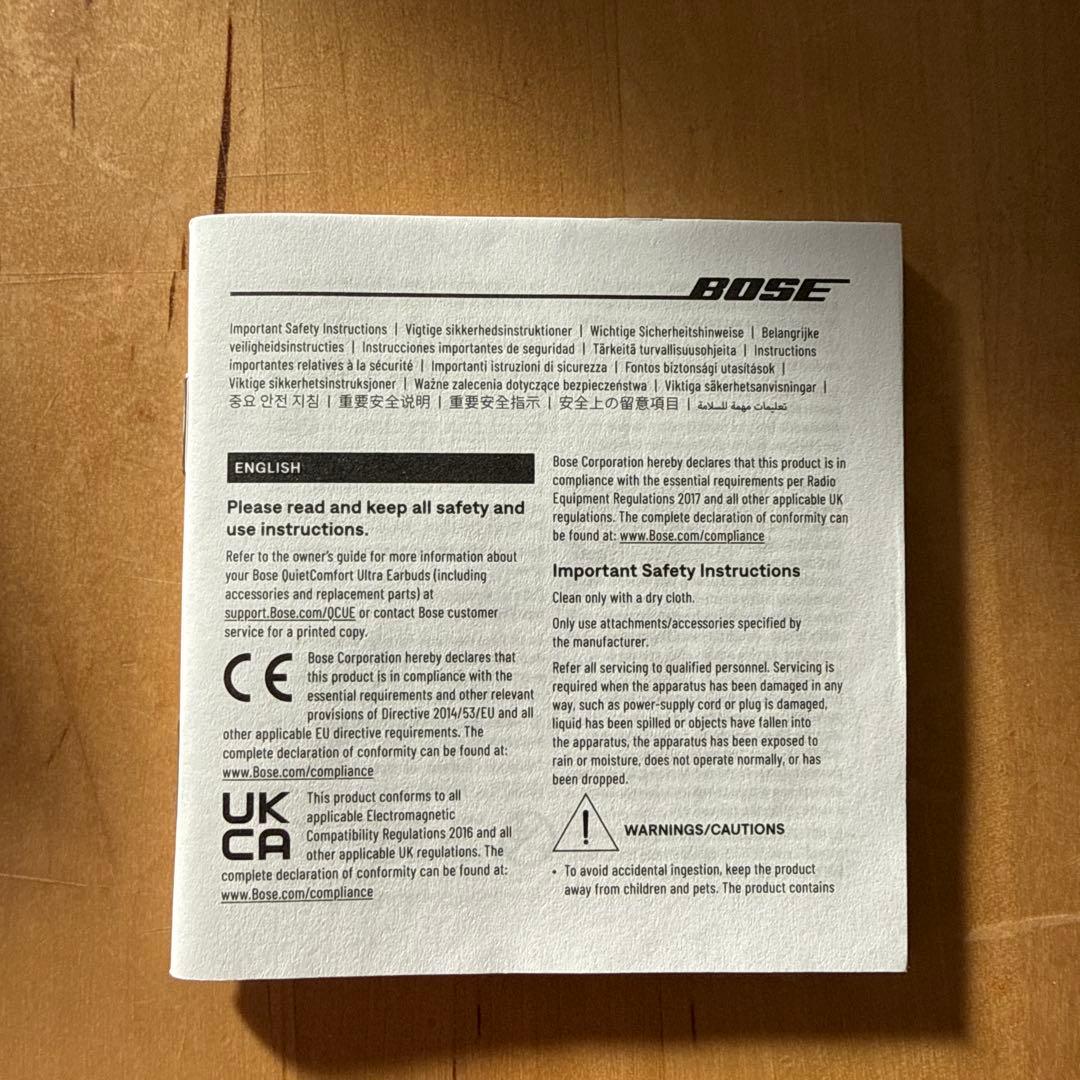 BOSE
Important Safety Instructions | Vigtige sikkerhedsinstruktioner | Wichtige Sicherheitshinweise | Belangrijke
veiligheidsinstructies | Instrucciones importantes de seguridad | Tärkeitä turvallisuusohjeita | Instructions
importantes relatives à la sécurité | Importanti istruzioni di sicurezza | Fontos biztonsági utasítások |
Viktige sikkerhetsinstruksjoner | Ważne zalecenia dotyczące bezpieczeństwa | Viktiga säkerhetsanvisningar |
중요 안전 지침 | 重要安全说明 | 重要安全指示 | 安全上の留意項目 | تعليمات مهمة للسلامة
ENGLISH
Please read and keep all safety and
use instructions.
Refer to the owner's guide for more information about
your Bose QuietComfort Ultra Earbuds (including
accessories and replacement parts) at
support.Bose.com/QCUE or contact Bose customer
service for a printed copy.
CE
Bose Corporation hereby declares that
this product is in compliance with the
essential requirements and other relevant
provisions of Directive 2014/53/EU and all
other applicable EU directive requirements. The
complete declaration of conformity can be found at:
www.Bose.com/compliance
UK
CA
This product conforms to all
applicable Electromagnetic
Compatibility Regulations 2016 and all
other applicable UK regulations. The
complete declaration of conformity can be found at:
www.Bose.com/compliance
Bose Corporation hereby declares that this product is in
compliance with the essential requirements per Radio
Equipment Regulations 2017 and all other applicable UK
regulations. The complete declaration of conformity can
be found at: www.Bose.com/compliance
Important Safety Instructions
Clean only with a dry cloth.
Only use attachments/accessories specified by
the manufacturer.
Refer all servicing to qualified personnel. Servicing is
required when the apparatus has been damaged in any
way, such as power-supply cord or plug is damaged,
liquid has been spilled or objects have fallen into
the apparatus, the apparatus has been exposed to
rain or moisture, does not operate normally, or has
been dropped.
! WARNINGS/CAUTIONS
• To avoid accidental ingestion, keep the product
away from children and pets. The product contains